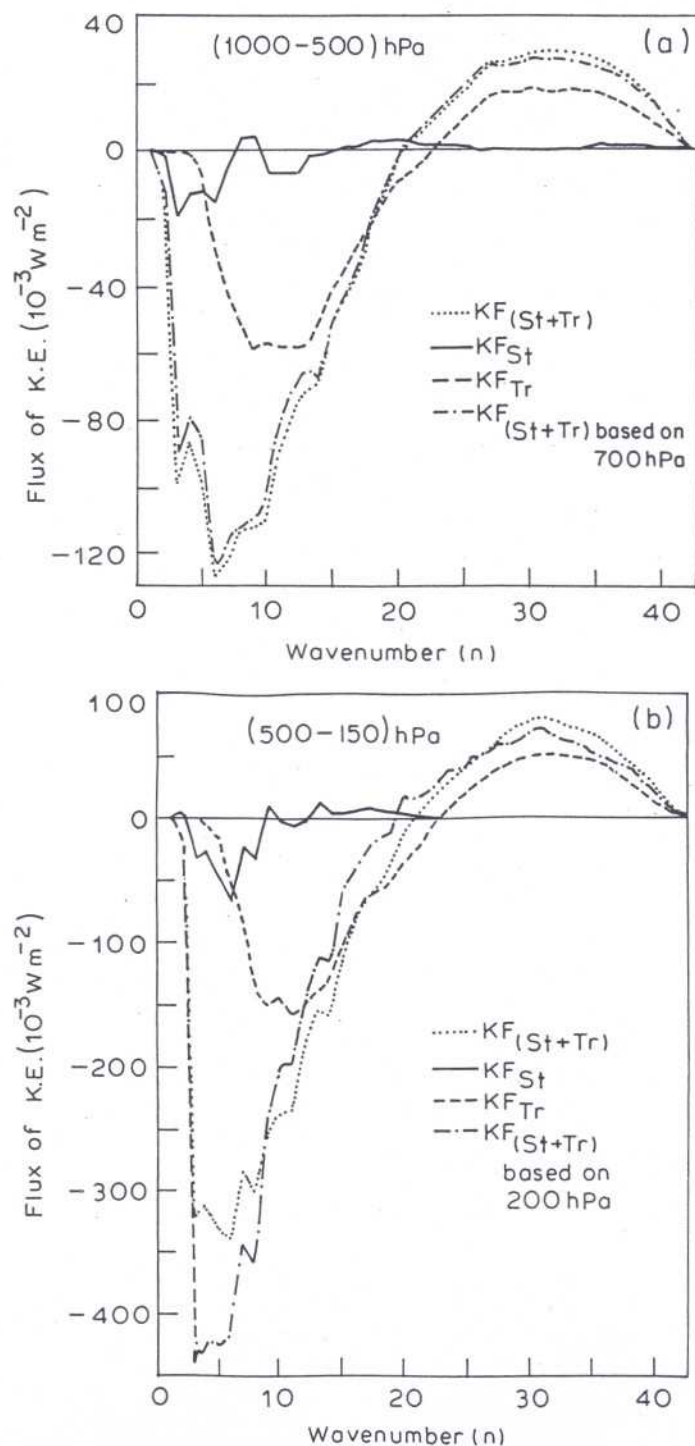 (1000-500) hPa
(a)
40
0
-40
-80
-120
Flux of K.E. (10⁻³Wm⁻²)
KF(St+Tr)
KFSt
KFTr
KF(St+Tr) based on
700 hPa
0 10 20 30 40
Wavenumber (n)
(500-150) hPa
(b)
100
0
-100
-200
-300
-400
Flux of K.E. (10⁻³Wm⁻²)
KF(St+Tr)
KFSt
KFTr
KF(St+Tr)
based on
200 hPa
0 10 20 30 40
Wavenumber (n)